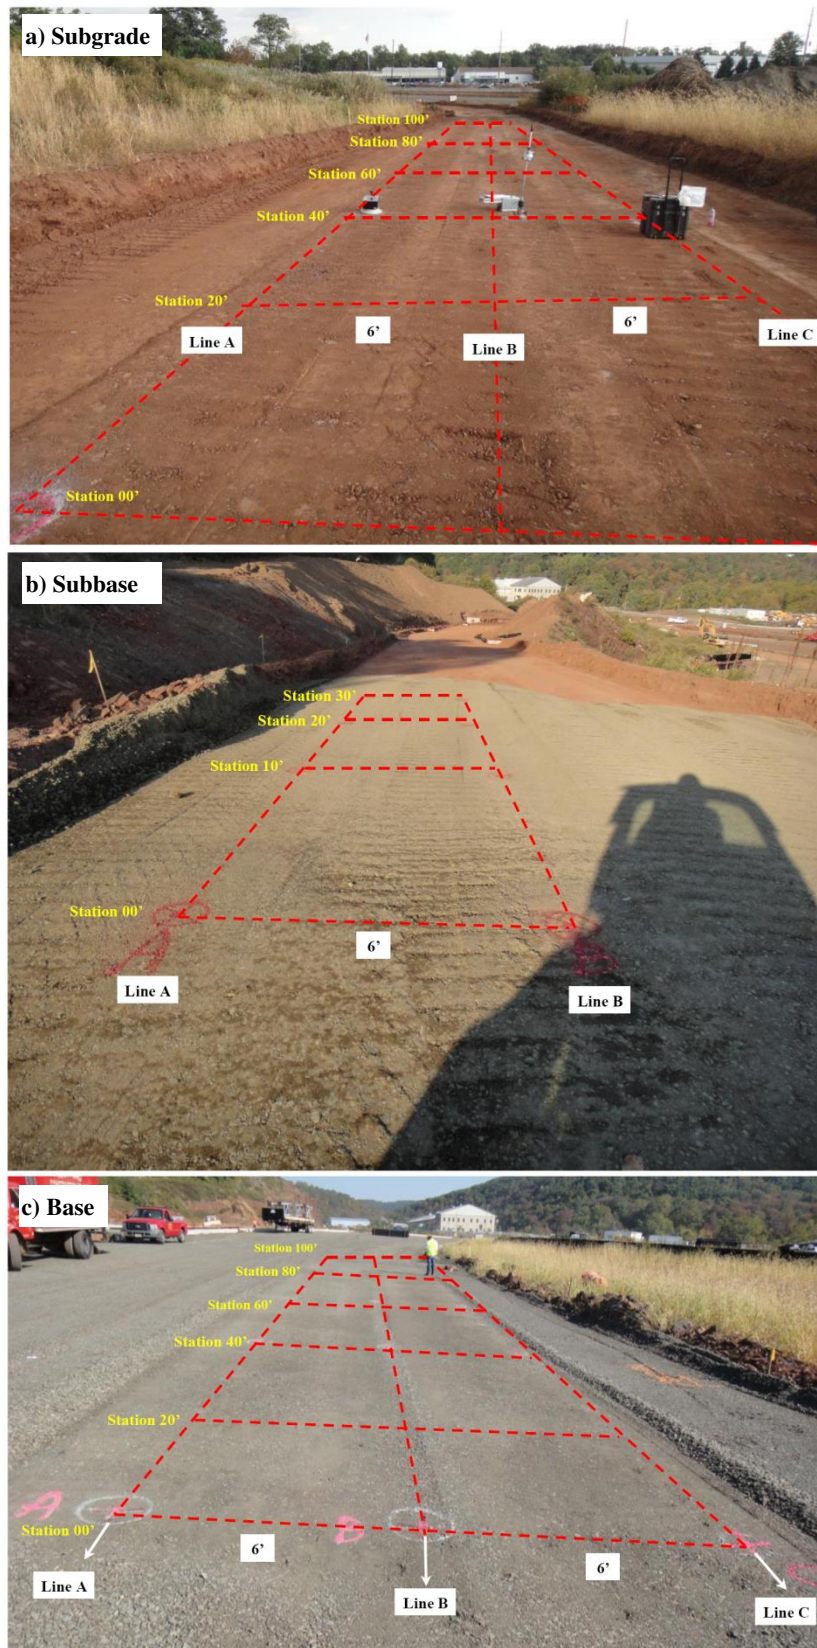 a) Subgrade
Station 100'
Station 80'
Station 60'
Station 40'
Station 20'
6’
6’
Line A
Line B
Line C
Station 00'
b) Subbase
Station 30'
Station 20'
Station 10'
Station 00'
6’
Line A
Line B
c) Base
Station 100'
Station 80'
Station 60'
Station 40'
Station 20'
A
B
C
Station 00'
6’
6’
Line A
Line B
Line C